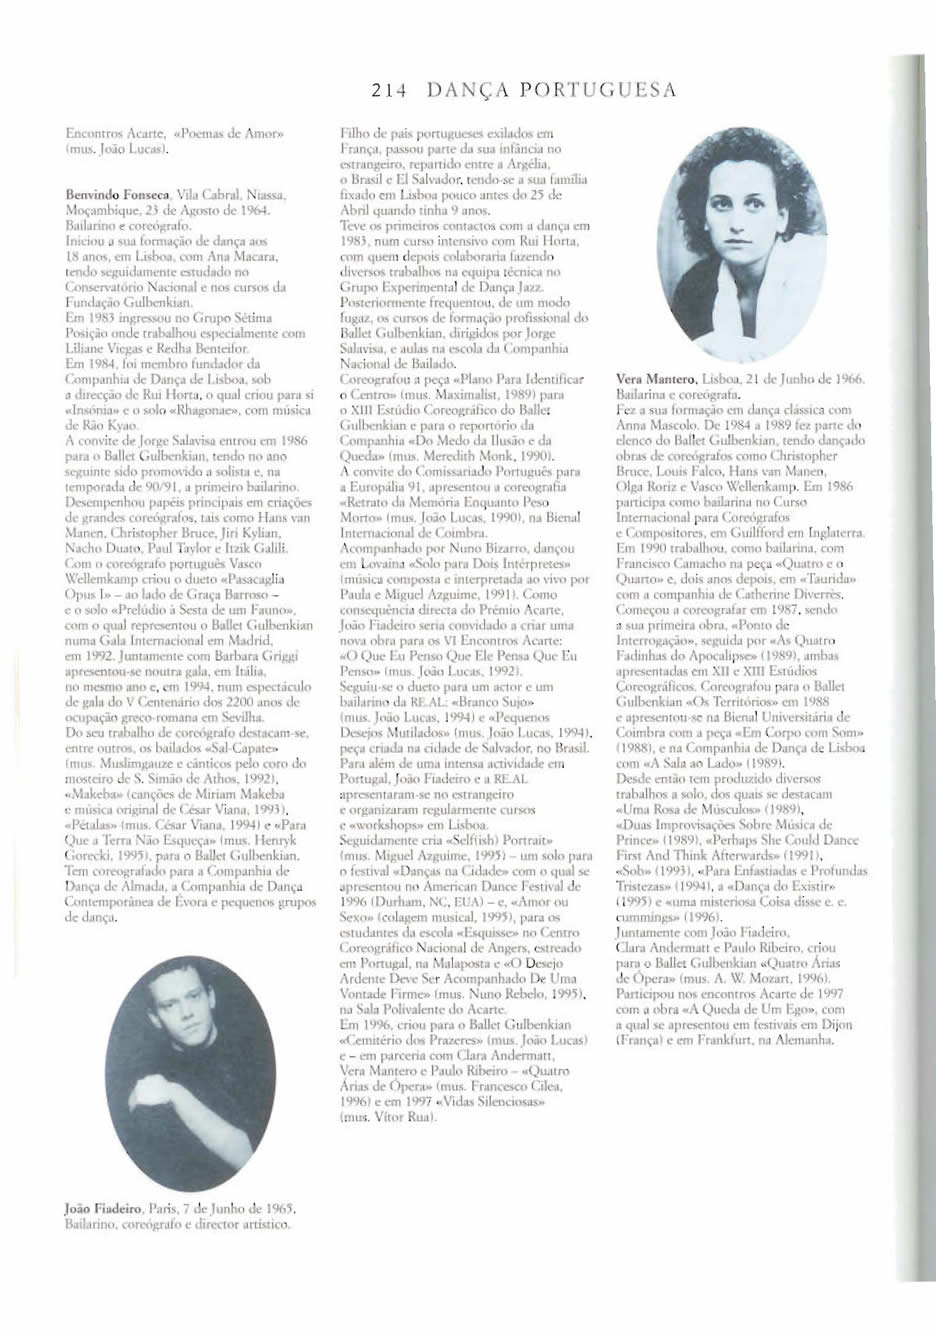 214 DANÇA PORTUGUESA
Encontros Acarte, «Poemas de Amor»
(mus. João Lucas).
Benvindo Fonseca, Vila Cabral, Niassa,
Moçambique, 23 de Agosto de 1964.
Bailarino e coreógrafo.
Iniciou a sua formação de dança aos
18 anos, em Lisboa, com Ana Macara,
tendo seguidamente estudado no
Conservatório Nacional e nos cursos da
Fundação Gulbenkian.
Em 1983 ingressou no Grupo Sétima
Posição onde trabalhou especialmente com
Liliane Viegas e Redha Benteifor.
Em 1984, foi membro fundador da
Companhia de Dança de Lisboa, sob
a direcção de Rui Horta, o qual criou para si
«Insónia» e o solo «Rhagonae», com música
de Rão Kyao.
A convite de Jorge Salavisa entrou em 1986
para o Ballet Gulbenkian, tendo no ano
seguinte sido promovido a solista e, na
temporada de 90/91, a primeiro bailarino.
Desempenhou papéis principais em criações
de grandes coreógrafos, tais como Hans van
Manen, Christopher Bruce, Jiri Kylian,
Nacho Duato, Paul Taylor e Itzik Galili.
Com o coreógrafo português Vasco
Wellemkamp criou o dueto «Pasacaglia
Opus I» – ao lado de Graça Barroso –
e o solo «Prelúdio à Sesta de um Fauno»,
com o qual representou o Ballet Gulbenkian
numa Gala Internacional em Madrid,
em 1992. Juntamente com Barbara Griggi
apresentou-se noutra gala, em Itália,
no mesmo ano e, em 1994, num espectáculo
de gala do V Centenário dos 2200 anos de
ocupação greco-romana em Sevilha.
Do seu trabalho de coreógrafo destacam-se,
entre outros, os bailados «Sal-Capate»
(mus. Muslimgauze e cânticos pelo coro do
mosteiro de S. Simão de Athos, 1992),
«Makeba» (canções de Miriam Makeba
e música original de César Viana, 1993),
«Pétalas» (mus. César Viana, 1994) e «Para
Que a Terra Não Esqueça» (mus. Henryk
Gorecki, 1995), para o Ballet Gulbenkian.
Tem coreografado para a Companhia de
Dança de Almada, a Companhia de Dança
Contemporânea de Évora e pequenos grupos
de dança.
João Fiadeiro, Paris, 7 de Junho de 1965.
Bailarino, coreógrafo e director artístico.
Filho de pais portugueses exilados em
França, passou parte da sua infância no
estrangeiro, repartido entre a Argélia,
o Brasil e El Salvador, tendo-se a sua família
fixado em Lisboa pouco antes do 25 de
Abril quando tinha 9 anos.
Teve os primeiros contactos com a dança em
1983, num curso intensivo com Rui Horta,
com quem depois colaboraria fazendo
diversos trabalhos na equipa técnica no
Grupo Experimental de Dança Jazz.
Posteriormente frequentou, de um modo
fugaz, os cursos de formação profissional do
Ballet Gulbenkian, dirigidos por Jorge
Salavisa, e aulas na escola da Companhia
Nacional de Bailado.
Coreografou a peça «Plano Para Identificar
o Centro» (mus. Maximalist, 1989) para
o XIII Estúdio Coreográfico do Ballet
Gulbenkian e para o reportório da
Companhia «Do Medo da Ilusão e da
Queda» (mus. Meredith Monk, 1990).
A convite do Comissariado Português para
a Europália 91, apresentou a coreografia
«Retrato da Memória Enquanto Peso
Morto» (mus. João Lucas, 1990), na Bienal
Internacional de Coimbra.
Acompanhado por Nuno Bizarro, dançou
em Lovaina «Solo para Dois Intérpretes»
(música composta e interpretada ao vivo por
Paula e Miguel Azguime, 1991). Como
consequência directa do Prémio Acarte,
João Fiadeiro seria convidado a criar uma
nova obra para os VI Encontros Acarte:
«O Que Eu Penso Que Ele Pensa Que Eu
Penso» (mus. João Lucas, 1992).
Seguiu-se o dueto para um actor e um
bailarino da RE.AL: «Branco Sujo»
(mus. João Lucas, 1994) e «Pequenos
Desejos Mutilados» (mus. João Lucas, 1994),
peça criada na cidade de Salvador, no Brasil.
Para além de uma intensa actividade em
Portugal, João Fiadeiro e a RE.AL
apresentaram-se no estrangeiro
e organizaram regularmente cursos
e «workshops» em Lisboa.
Seguidamente cria «Self(ish) Portrait»
(mus. Miguel Azguime, 1995) – um solo para
o festival «Danças na Cidade» com o qual se
apresentou no American Dance Festival de
1996 (Durham, NC, EUA) – e, «Amor ou
Sexo» (colagem musical, 1995), para os
estudantes da escola «Esquisse» no Centro
Coreográfico Nacional de Angers, estreado
em Portugal, na Malaposta e «O Desejo
Ardente Deve Ser Acompanhado De Uma
Vontade Firme» (mus. Nuno Rebelo, 1995),
na Sala Polivalente do Acarte.
Em 1996, criou para o Ballet Gulbenkian
«Cemitério dos Prazeres» (mus. João Lucas)
e – em parceria com Clara Andermatt,
Vera Mantero e Paulo Ribeiro – «Quatro
Árias de Ópera» (mus. Francesco Cilea,
1996) e em 1997 «Vidas Silenciosas»
(mus. Vítor Rua).
Vera Mantero, Lisboa, 21 de Junho de 1966.
Bailarina e coreógrafa.
Fez a sua formação em dança clássica com
Anna Mascolo. De 1984 a 1989 fez parte do
elenco do Ballet Gulbenkian, tendo dançado
obras de coreógrafos como Christopher
Bruce, Louis Falco, Hans van Manen,
Olga Roriz e Vasco Wellenkamp. Em 1986
participa como bailarina no Curso
Internacional para Coreógrafos
e Compositores, em Guilfford em Inglaterra.
Em 1990 trabalhou, como bailarina, com
Francisco Camacho na peça «Quatro e o
Quarto» e, dois anos depois, em «Taurida»
com a companhia de Catherine Diverrès.
Começou a coreografar em 1987, sendo
a sua primeira obra, «Ponto de
Interrogação», seguida por «As Quatro
Fadinhas do Apocalipse» (1989), ambas
apresentadas em XII e XIII Estúdios
Coreográficos. Coreografou para o Ballet
Gulbenkian «Os Territórios» em 1988
e apresentou-se na Bienal Universitária de
Coimbra com a peça «Em Corpo com Som»
(1988), e na Companhia de Dança de Lisboa
com «A Sala ao Lado» (1989).
Desde então tem produzido diversos
trabalhos a solo, dos quais se destacam
«Uma Rosa de Músculos» (1989),
«Duas Improvisações Sobre Música de
Prince» (1989), «Perhaps She Could Dance
First And Think Afterwards» (1991),
«Sob» (1993), «Para Enfastiadas e Profundas
Tristezas» (1994), a «Dança do Existir»
(1995) e «uma misteriosa Coisa disse e. e.
cummings» (1996).
Juntamente com João Fiadeiro,
Clara Andermatt e Paulo Ribeiro, criou
para o Ballet Gulbenkian «Quatro Árias
de Ópera» (mus. A. W. Mozart, 1996).
Participou nos encontros Acarte de 1997
com a obra «A Queda de Um Ego», com
a qual se apresentou em festivais em Dijon
(França) e em Frankfurt, na Alemanha.